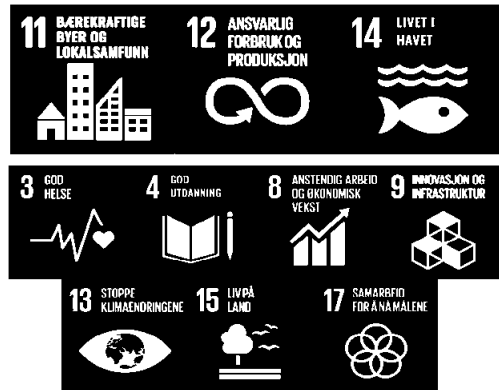 11 BÆREKRAFTIGE
BYER OG
LOKALSAMFUNN
12 ANSVARLIG
FORBRUK OG
PRODUKSJON
14 LIVET I
HAVET
3 GOD
HELSE
4 GOD
UTDANNING
8 ANSTENDIG ARBEID
OG ØKONOMISK
VEKST
9 INNOVASJON OG
INFRASTRUKTUR
13 STOPPE
KLIMAENDRINGENE
15 LIV PÅ
LAND
17 SAMARBEID
FOR Å NÅ MÅLENE